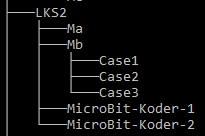 LKS2
Ma
Mb
Case1
Case2
Case3
MicroBit-Koder-1
MicroBit-Koder-2